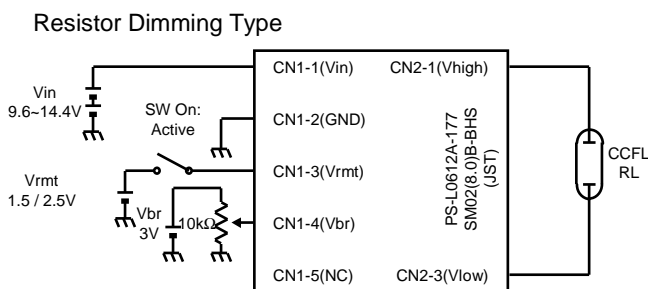 Resistor Dimming Type
Vin
9.6~14.4V
SW On:
Active
Vrmt
1.5 / 2.5V
Vbr
3V
10kΩ
CN1-1(Vin)
CN1-2(GND)
CN1-3(Vrmt)
CN1-4(Vbr)
CN1-5(NC)
CN2-1(Vhigh)
CN2-3(Vlow)
PS-L0612A-177
SM02(8.0)B-BHS
(JST)
CCFL
RL